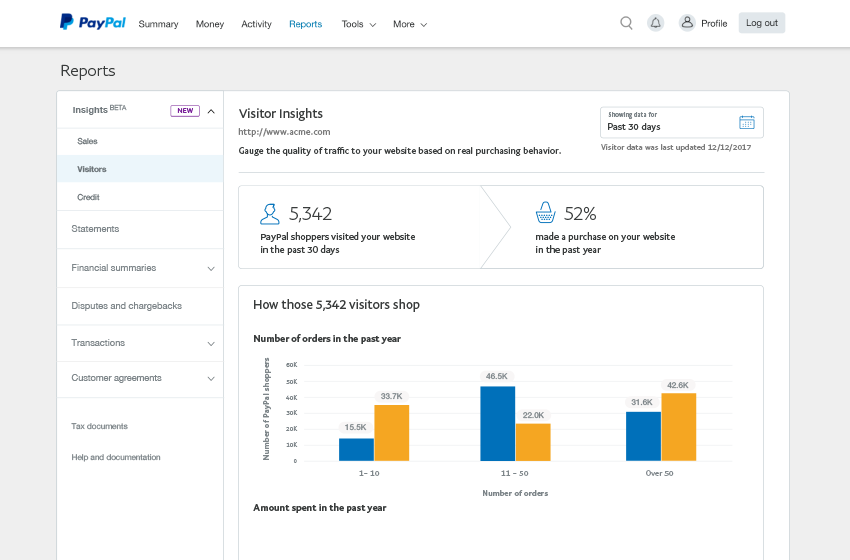 PayPal Summary Money Activity Reports Tools More Profile Log out
Reports
Insights BETA NEW
Sales
Visitors
Credit
Statements
Financial summaries
Disputes and chargebacks
Transactions
Customer agreements
Tax documents
Help and documentation
Visitor Insights
http://www.acme.com
Gauge the quality of traffic to your website based on real purchasing behavior.
Showing data for
Past 30 days
Visitor data was last updated 12/12/2017
5,342
PayPal shoppers visited your website
in the past 30 days
52%
made a purchase on your website
in the past year
How those 5,342 visitors shop
Number of orders in the past year
Number of PayPal shoppers
60K
50K
40K
30K
20K
10K
0
15.5K
33.7K
46.5K
22.0K
31.6K
42.6K
1- 10
11 - 50
Over 50
Number of orders
Amount spent in the past year